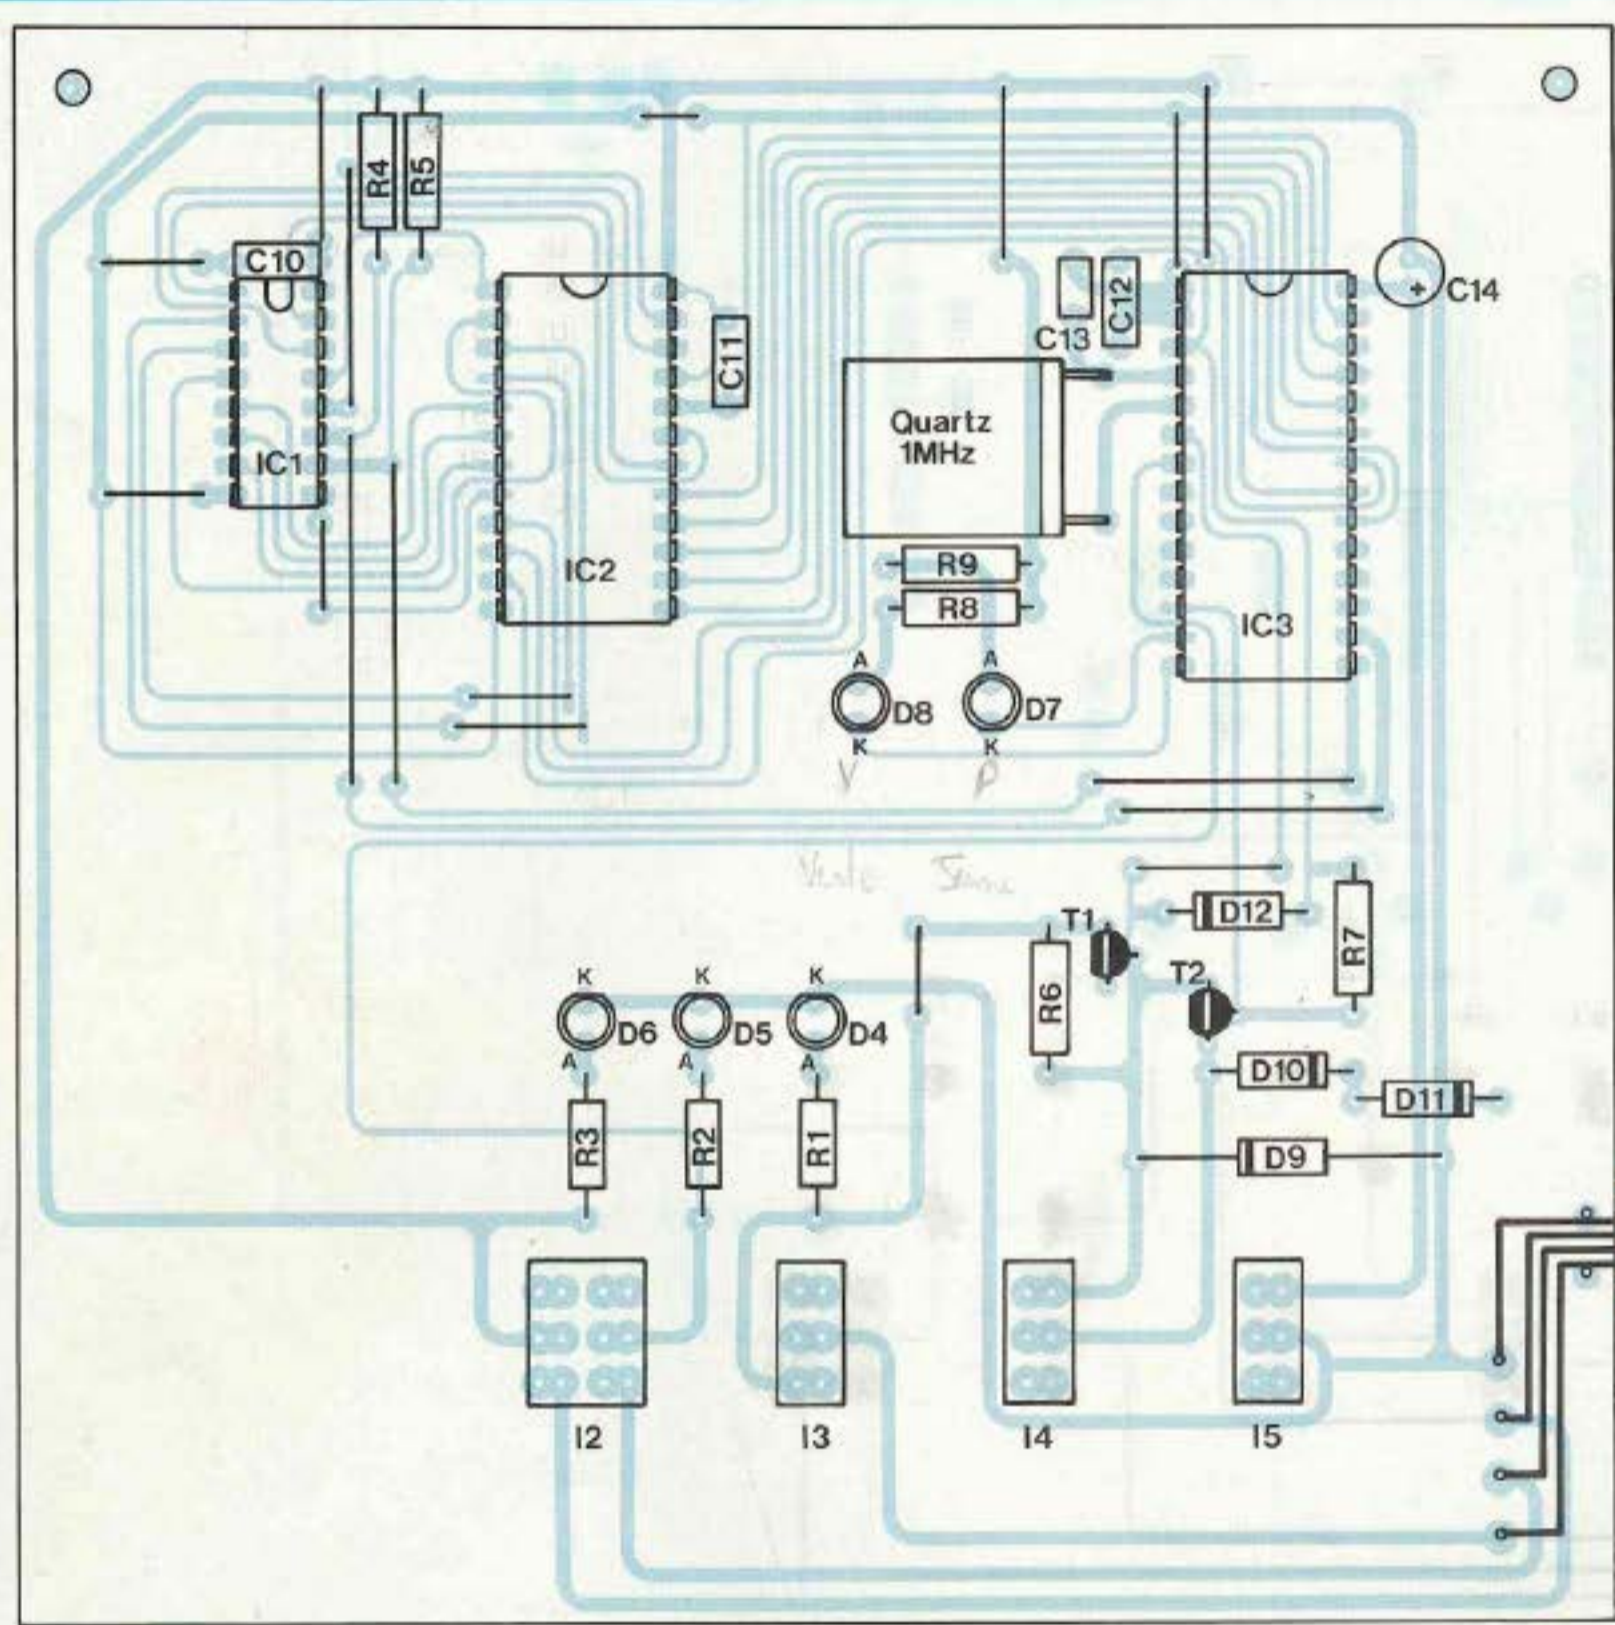 R4
R5
C10
C14
C12
C13
C11
Quartz
1MHz
IC1
IC2
R9
R8
IC3
A
A
D8
D7
K
K
V
T1
D12
R7
T2
K
K
K
R6
D6
D5
D4
A
A
A
D10
D11
R3
R2
R1
D9
I2
I3
I4
I5
+